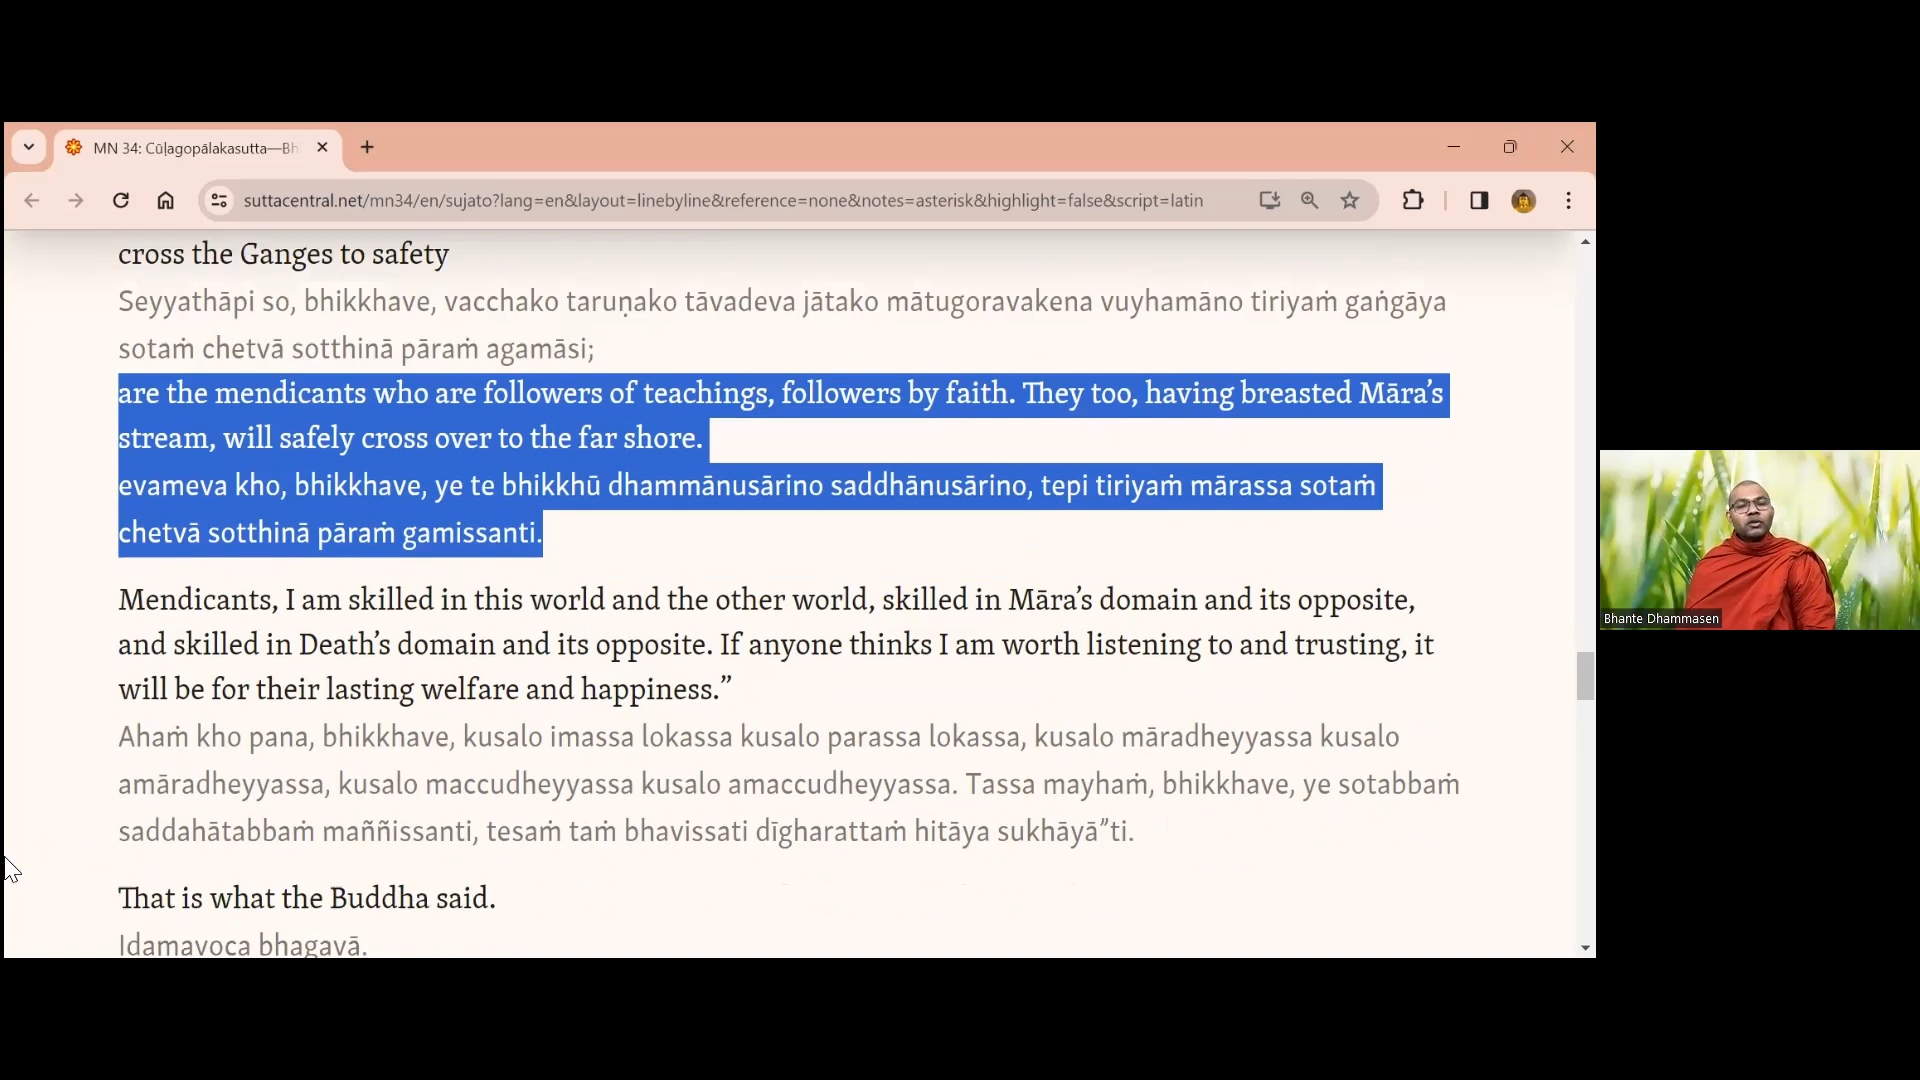 MN 34: Cūḷagopālakasutta—Bh
suttacentral.net/mn34/en/sujato?lang=en&layout=linebyline&reference=none&notes=asterisk&highlight=false&script=latin
cross the Ganges to safety
Seyyathāpi so, bhikkhave, vacchako taruṇako tāvadeva jātako mātugoravakena vuyhamāno tiriyaṁ gaṅgāya
sotaṁ chetvā sotthinā pāraṁ agamāsi;
are the mendicants who are followers of teachings, followers by faith. They too, having breasted Māra’s
stream, will safely cross over to the far shore.
evameva kho, bhikkhave, ye te bhikkhū dhammānusārino saddhānusārino, tepi tiriyaṁ mārassa sotaṁ
chetvā sotthinā pāraṁ gamissanti.
Mendicants, I am skilled in this world and the other world, skilled in Māra’s domain and its opposite,
and skilled in Death’s domain and its opposite. If anyone thinks I am worth listening to and trusting, it
will be for their lasting welfare and happiness.”
Ahaṁ kho pana, bhikkhave, kusalo imassa lokassa kusalo parassa lokassa, kusalo māradheyyassa kusalo
amāradheyyassa, kusalo maccudheyyassa kusalo amaccudheyyassa. Tassa mayhaṁ, bhikkhave, ye sotabbaṁ
saddahātabbaṁ maññissanti, tesaṁ taṁ bhavissati dīgharattaṁ hitāya sukhāyā”ti.
That is what the Buddha said.
Idamavoca bhagavā.
Bhante Dhammasen